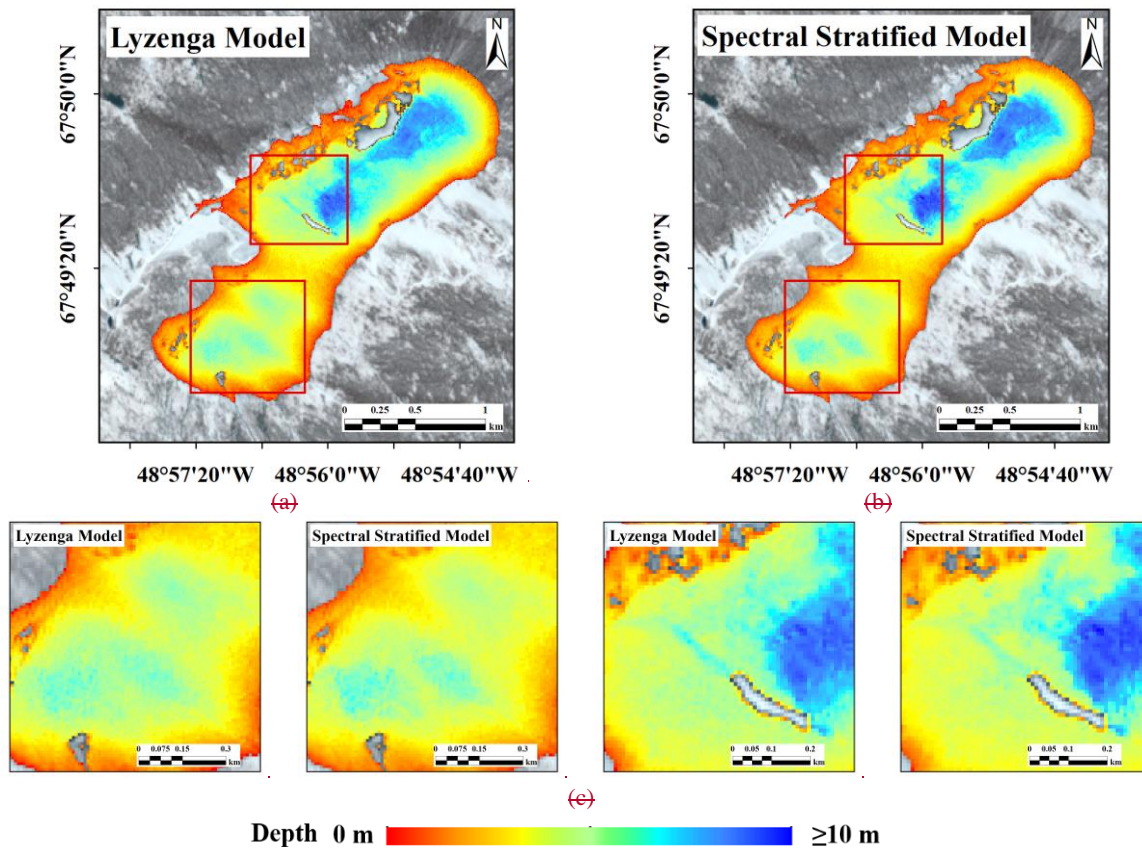 Lyzenga Model
N
67°50'0"N
67°49'20"N
0 0.25 0.5 1
km
48°57'20"W 48°56'0"W 48°54'40"W
(a)
Spectral Stratified Model
N
67°50'0"N
67°49'20"N
0 0.25 0.5 1
km
48°57'20"W 48°56'0"W 48°54'40"W
(b)
Lyzenga Model
0 0.075 0.15 0.3
km
Spectral Stratified Model
0 0.075 0.15 0.3
km
Lyzenga Model
0 0.05 0.1 0.2
km
Spectral Stratified Model
0 0.05 0.1 0.2
km
(c)
Depth 0 m ≥10 m